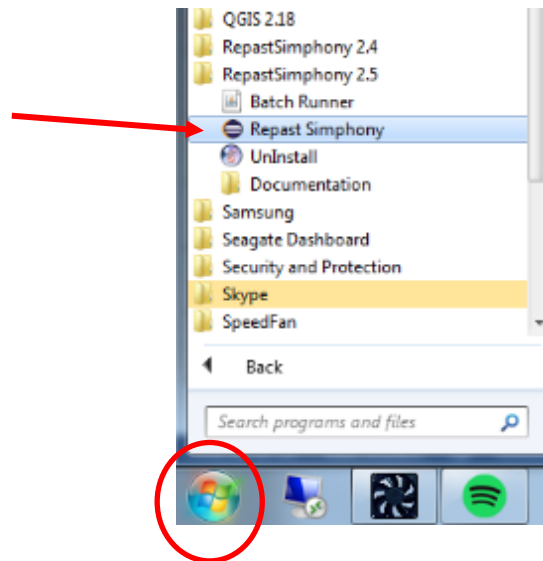 QGIS 2.18
RepastSimphony 2.4
RepastSimphony 2.5
Batch Runner
Repast Simphony
UnInstall
Documentation
Samsung
Seagate Dashboard
Security and Protection
Skype
SpeedFan
Back
Search programs and files